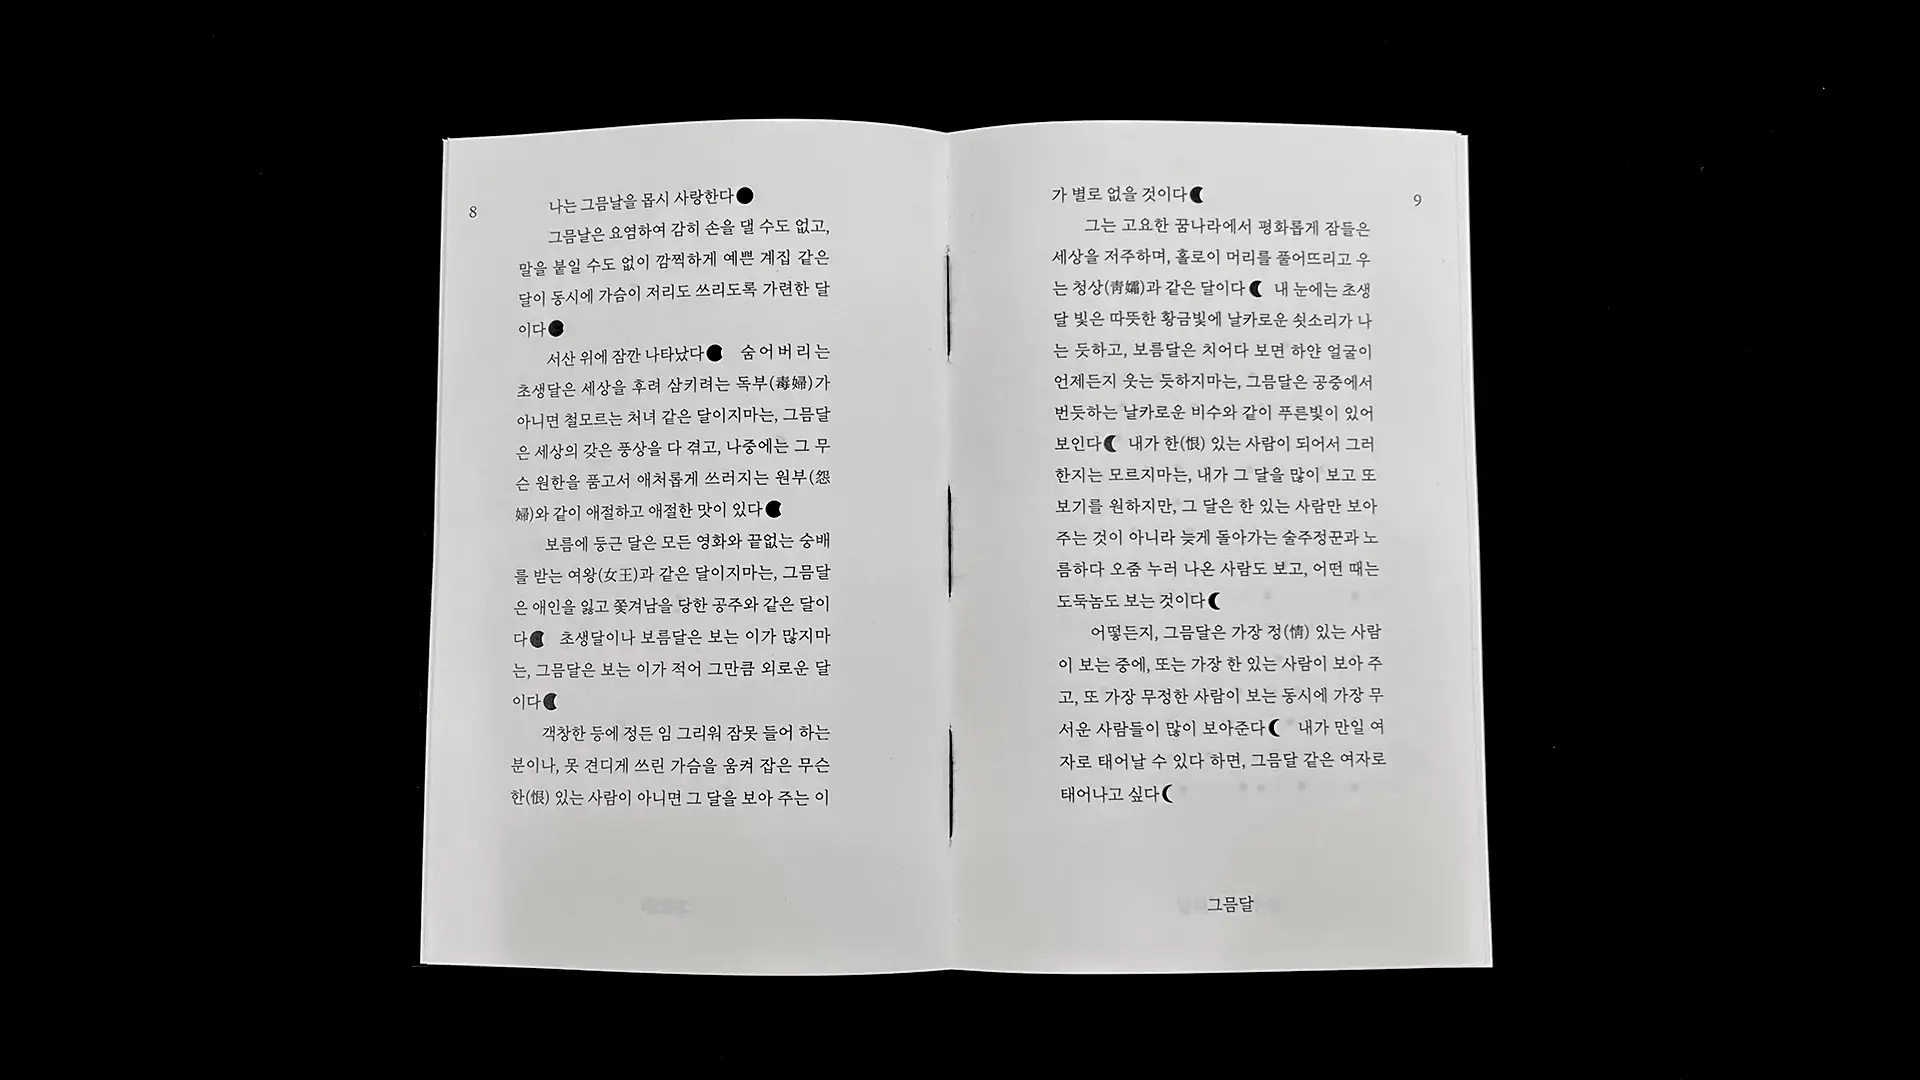 8
나는 그믐날을 몹시 사랑한다
그믐날은 요염하여 감히 손을 댈 수도 없고,
말을 붙일 수도 없이 깜찍하게 예쁜 계집 같은
달이 동시에 가슴이 저리도 쓰리도록 가련한 달
이다
서산 위에 잠깐 나타났다 숨어버리는
초생달은 세상을 후려 삼키려는 독부(毒婦)가
아니면 철모르는 처녀 같은 달이지마는, 그믐달
은 세상의 갖은 풍상을 다 겪고, 나중에는 그 무
슨 원한을 품고서 애처롭게 쓰러지는 원부(怨
婦)와 같이 애절하고 애절한 맛이 있다
보름에 둥근 달은 모든 영화와 끝없는 숭배
를 받는 여왕(女王)과 같은 달이지마는, 그믐달
은 애인을 잃고 쫓겨남을 당한 공주와 같은 달이
다 초생달이나 보름달은 보는 이가 많지마
는, 그믐달은 보는 이가 적어 그만큼 외로운 달
이다
객창한 등에 정든 임 그리워 잠못 들어 하는
분이나, 못 견디게 쓰린 가슴을 움켜 잡은 무슨
한(恨) 있는 사람이 아니면 그 달을 보아 주는 이
9
가 별로 없을 것이다
그는 고요한 꿈나라에서 평화롭게 잠들은
세상을 저주하며, 홀로이 머리를 풀어뜨리고 우
는 청상(靑孀)과 같은 달이다 내 눈에는 초생
달 빛은 따뜻한 황금빛에 날카로운 쇳소리가 나
는 듯하고, 보름달은 치어다 보면 하얀 얼굴이
언제든지 웃는 듯하지마는, 그믐달은 공중에서
번듯하는 날카로운 비수와 같이 푸른빛이 있어
보인다 내가 한(恨) 있는 사람이 되어서 그러
한지는 모르지마는, 내가 그 달을 많이 보고 또
보기를 원하지만, 그 달은 한 있는 사람만 보아
주는 것이 아니라 늦게 돌아가는 술주정꾼과 노
름하다 오줌 누러 나온 사람도 보고, 어떤 때는
도둑놈도 보는 것이다
어떻든지, 그믐달은 가장 정(情) 있는 사람
이 보는 중에, 또는 가장 한 있는 사람이 보아 주
고, 또 가장 무정한 사람이 보는 동시에 가장 무
서운 사람들이 많이 보아준다 내가 만일 여
자로 태어날 수 있다 하면, 그믐달 같은 여자로
태어나고 싶다
그믐달